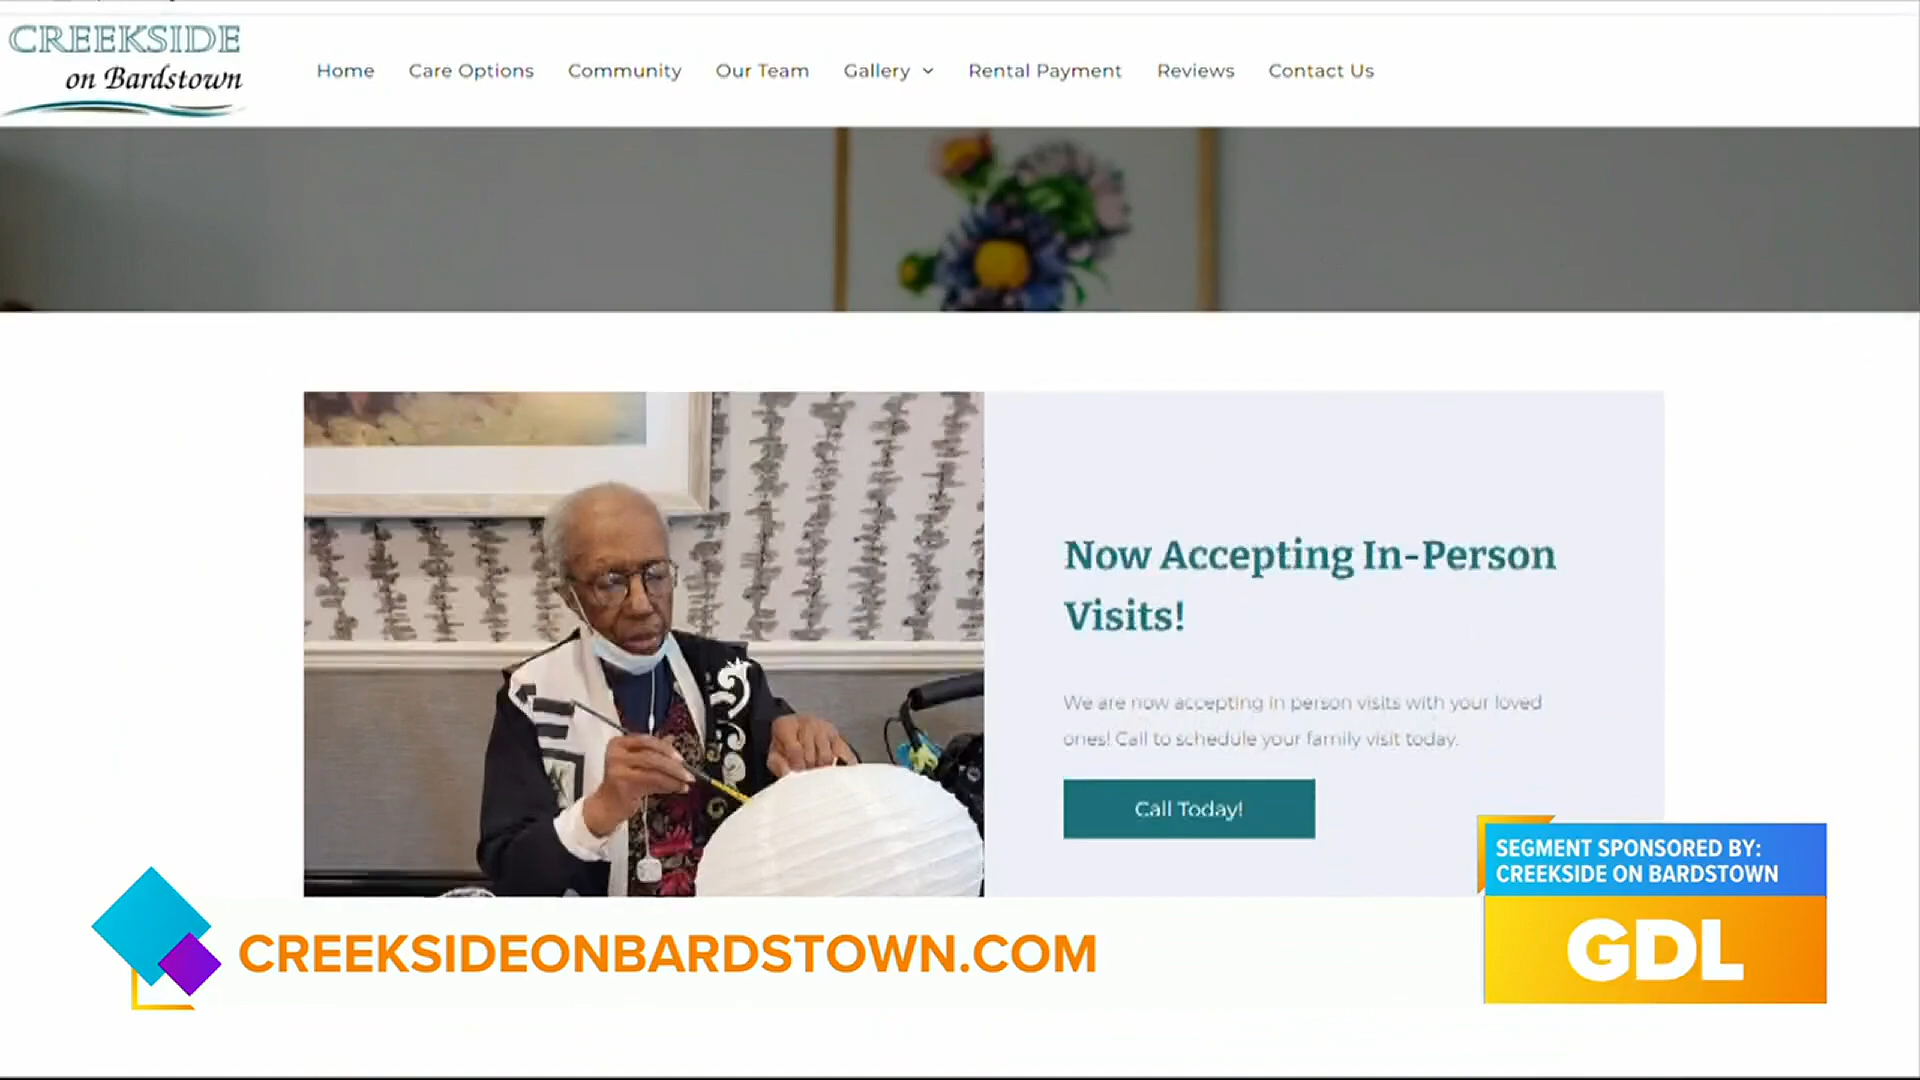 CREEKSIDE
on Bardstown
Home Care Options Community Our Team Gallery Rental Payment Reviews Contact Us
Now Accepting In-Person
Visits!
We are now accepting in person visits with your loved
ones! Call to schedule your family visit today.
Call Today!
SEGMENT SPONSORED BY:
CREEKSIDE ON BARDSTOWN
GDL
CREEKSIDEONBARDSTOWN.COM